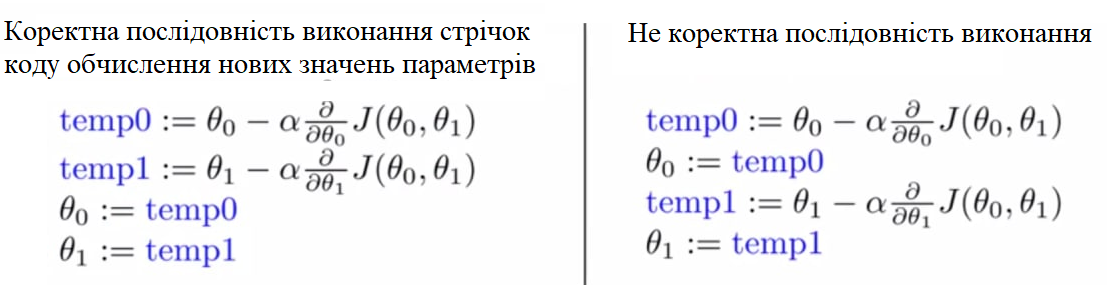 Коректна послідовність виконання стрічок
коду обчислення нових значень параметрів
temp0 := θ₀ − α ∂/∂θ₀ J(θ₀, θ₁)
temp1 := θ₁ − α ∂/∂θ₁ J(θ₀, θ₁)
θ₀ := temp0
θ₁ := temp1
Не коректна послідовність виконання
temp0 := θ₀ − α ∂/∂θ₀ J(θ₀, θ₁)
θ₀ := temp0
temp1 := θ₁ − α ∂/∂θ₁ J(θ₀, θ₁)
θ₁ := temp1